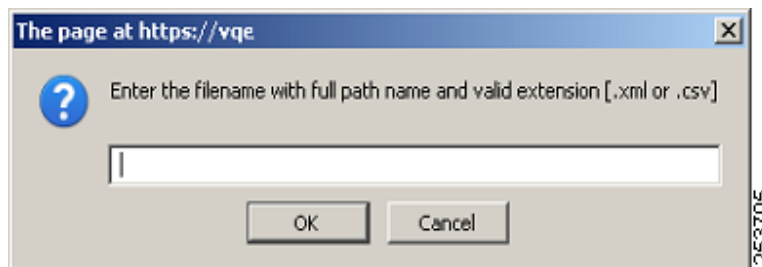 The page at https://vqe
Enter the filename with full path name and valid extension [.xml or .csv]
OK
Cancel
253705